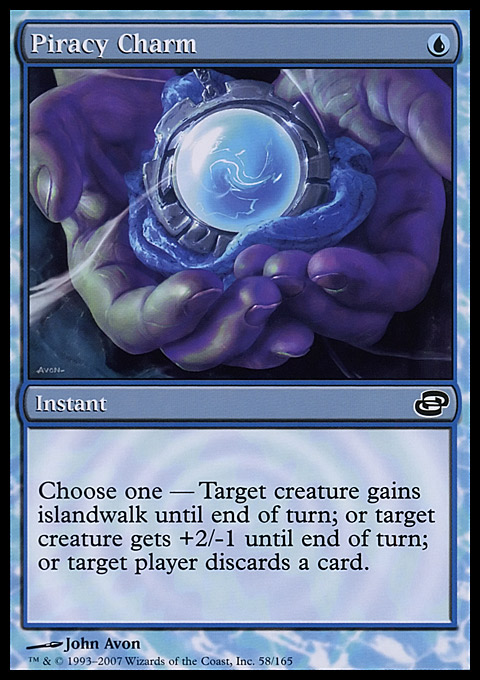 Piracy Charm
AVON-
Instant
Choose one — Target creature gains
islandwalk until end of turn; or target
creature gets +2/-1 until end of turn;
or target player discards a card.
John Avon
™ & © 1993–2007 Wizards of the Coast, Inc. 58/165